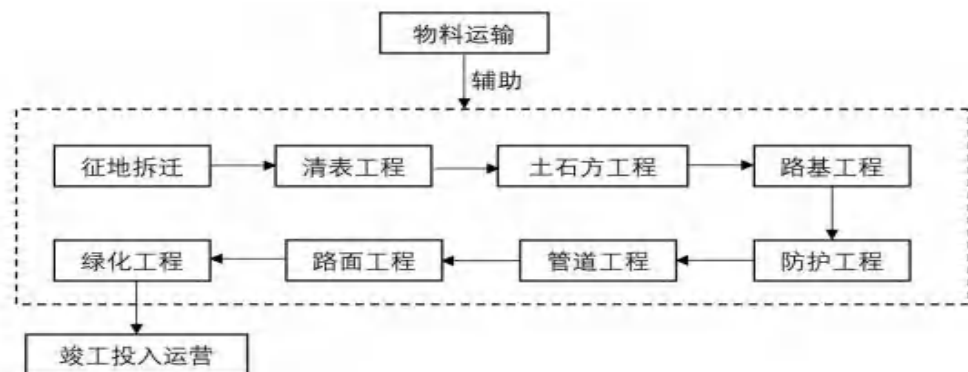 物料运输
辅助
征地拆迁
清表工程
土石方工程
路基工程
防护工程
管道工程
路面工程
绿化工程
竣工投入运营